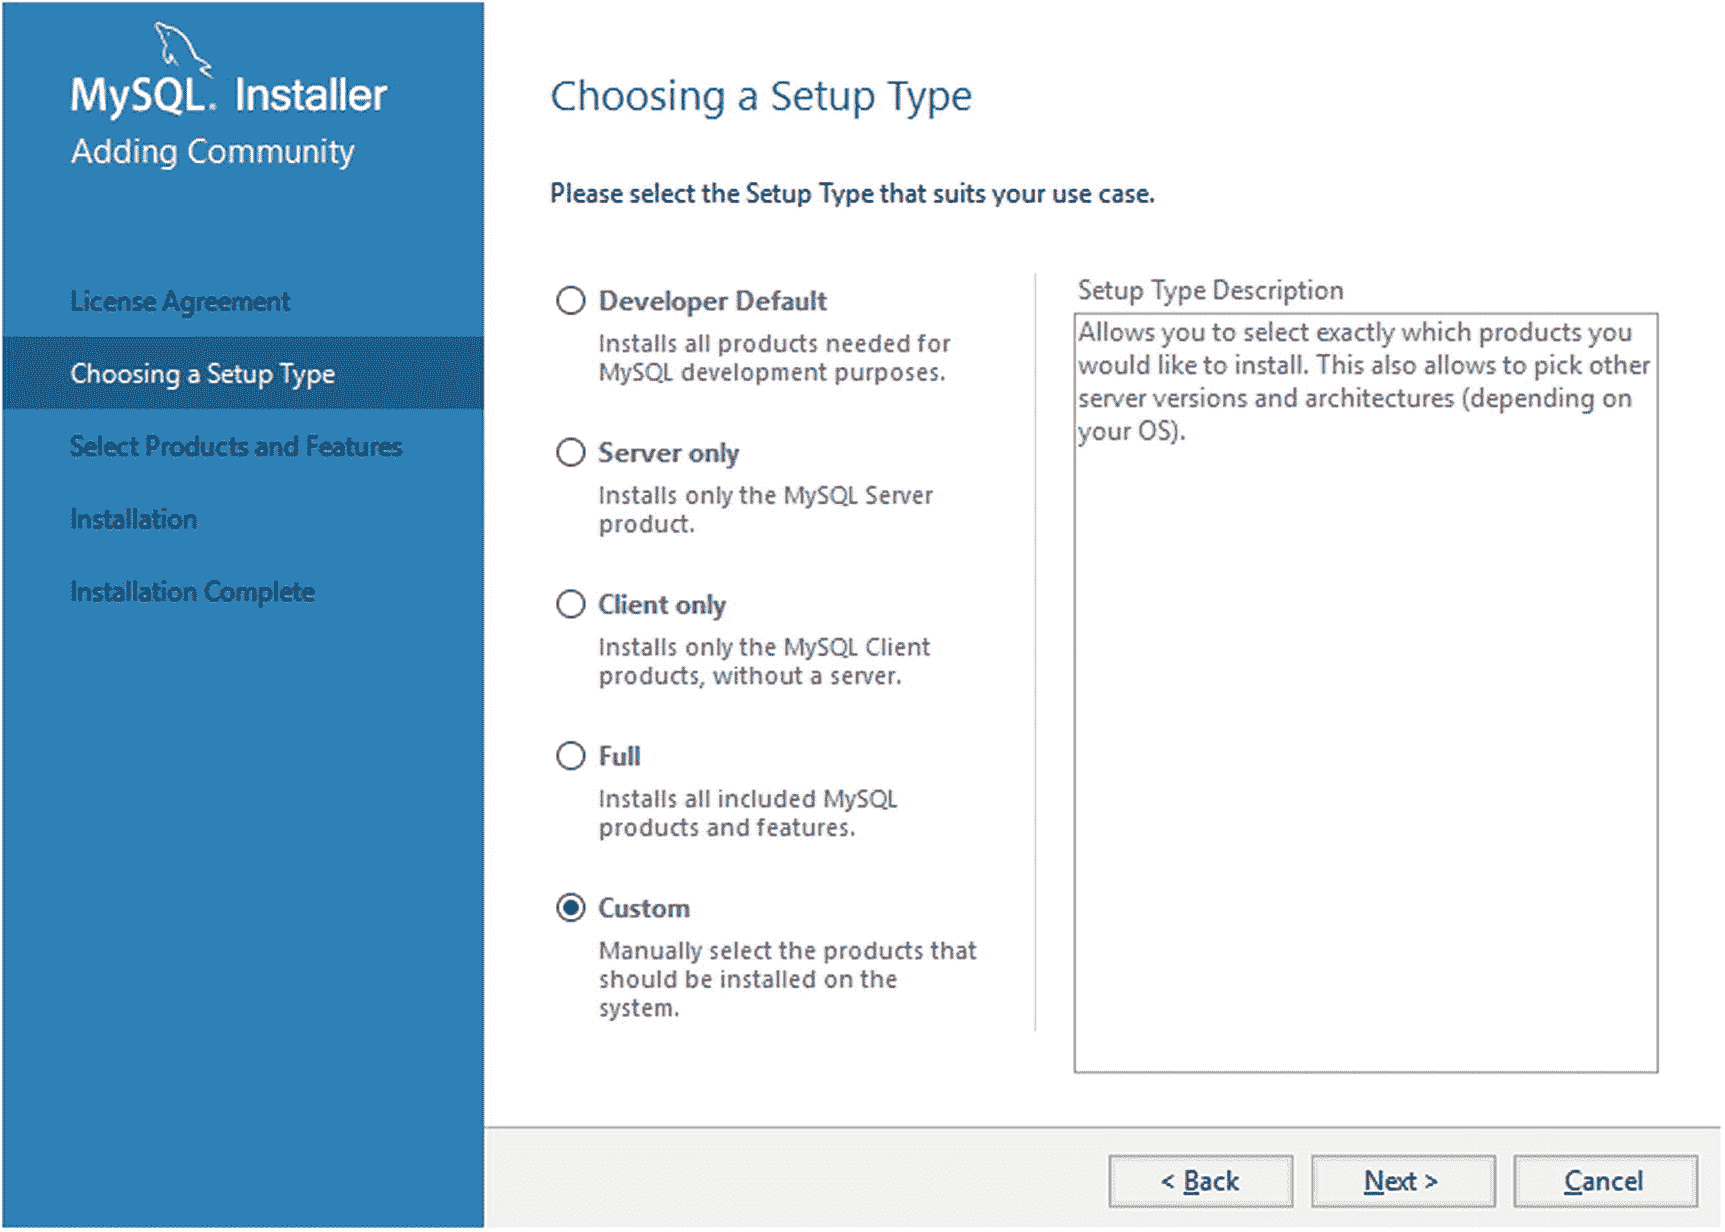 MySQL. Installer
Adding Community
License Agreement
Choosing a Setup Type
Select Products and Features
Installation
Installation Complete
Choosing a Setup Type
Please select the Setup Type that suits your use case.
Developer Default
Installs all products needed for
MySQL development purposes.
Server only
Installs only the MySQL Server
product.
Client only
Installs only the MySQL Client
products, without a server.
Full
Installs all included MySQL
products and features.
Custom
Manually select the products that
should be installed on the
system.
Setup Type Description
Allows you to select exactly which products you
would like to install. This also allows to pick other
server versions and architectures (depending on
your OS).
< Back
Next >
Cancel